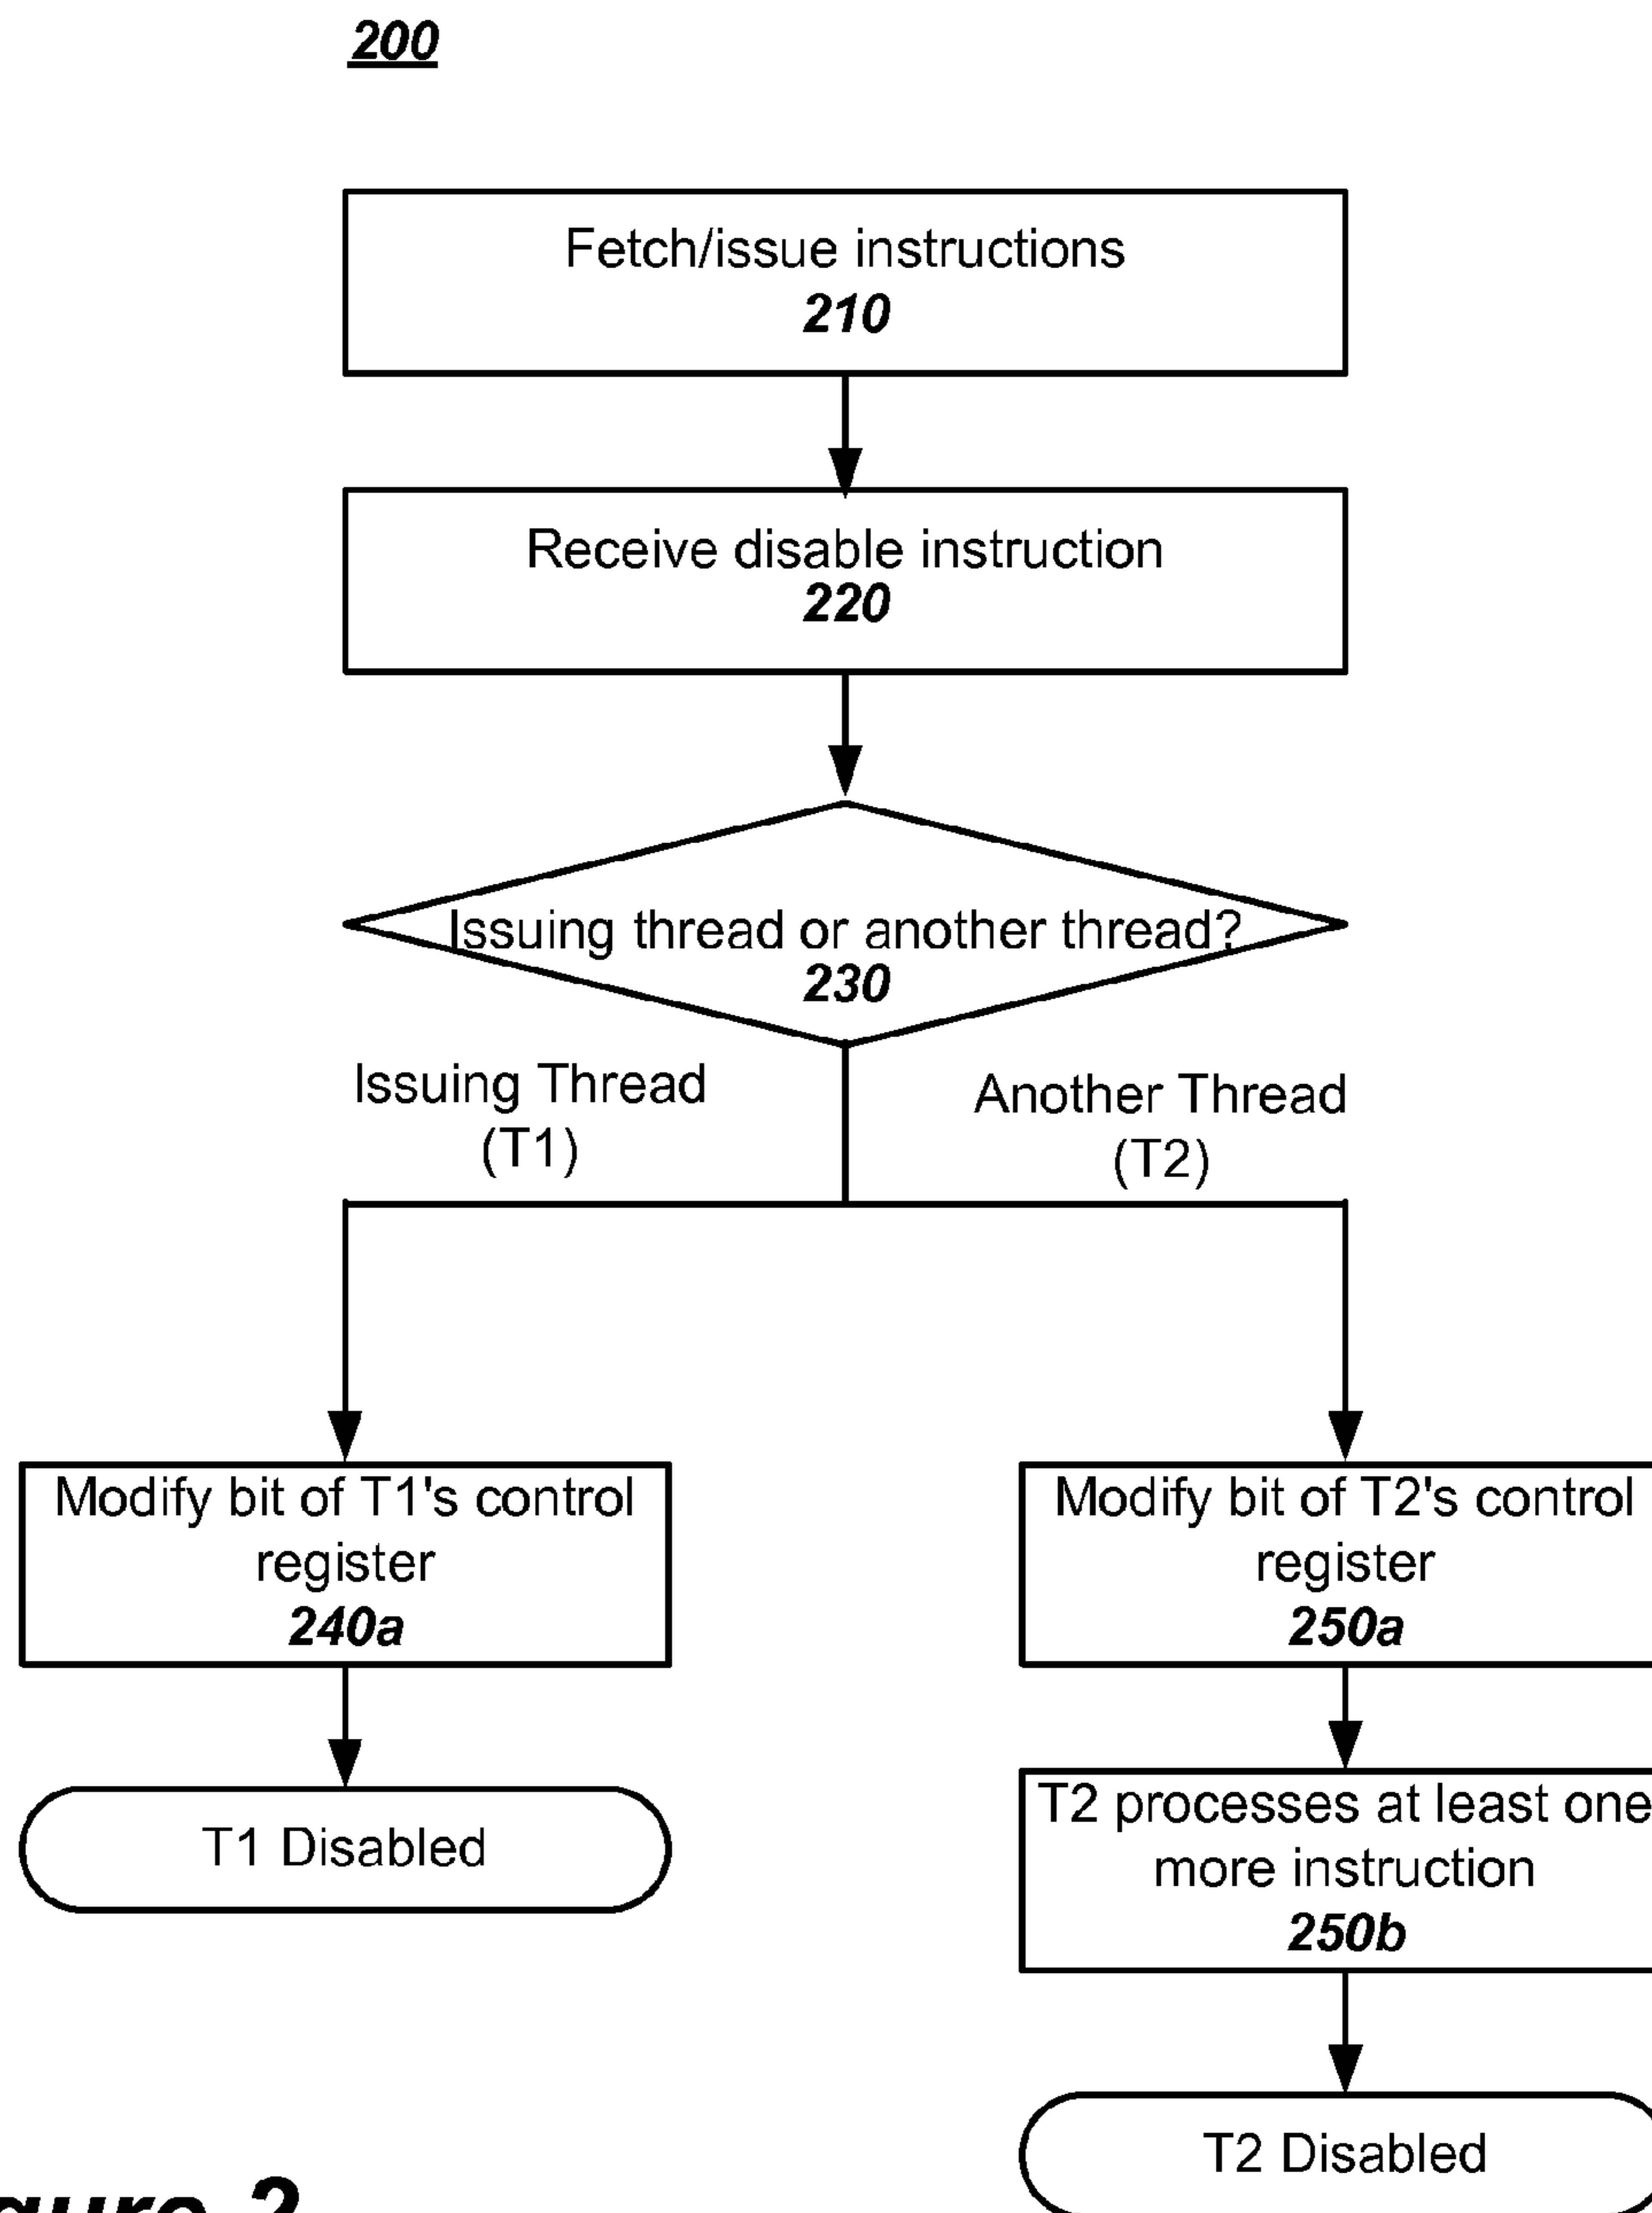 200
Fetch/issue instructions
210
Receive disable instruction
220
Issuing thread or another thread?
230
Issuing Thread
(T1)
Another Thread
(T2)
Modify bit of T1's control
register
240a
Modify bit of T2's control
register
250a
T1 Disabled
T2 processes at least one
more instruction
250b
T2 Disabled